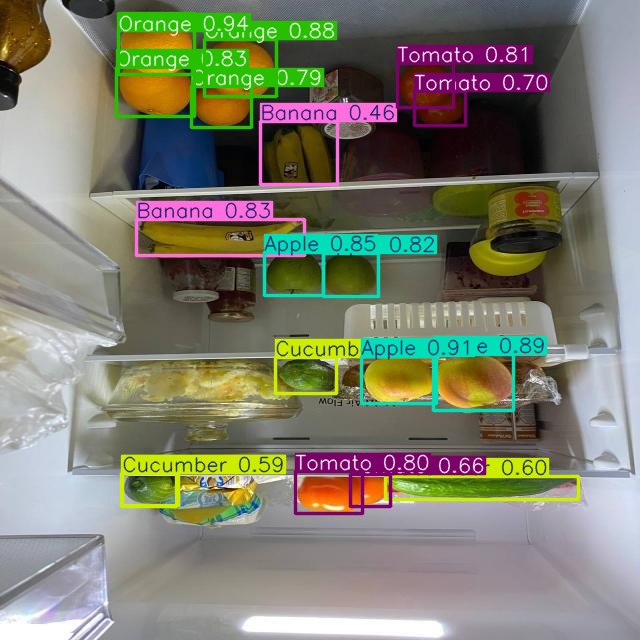 Orange 0.94
Orange 0.88
Orange 0.83
Orange 0.79
Tomato 0.81
Tomato 0.70
Banana 0.46
Banana 0.83
Apple 0.85
0.82
Cucumb
Apple 0.91
e 0.89
Air Flow
Cucumber 0.59
Tomato 0.80
0.66
0.60